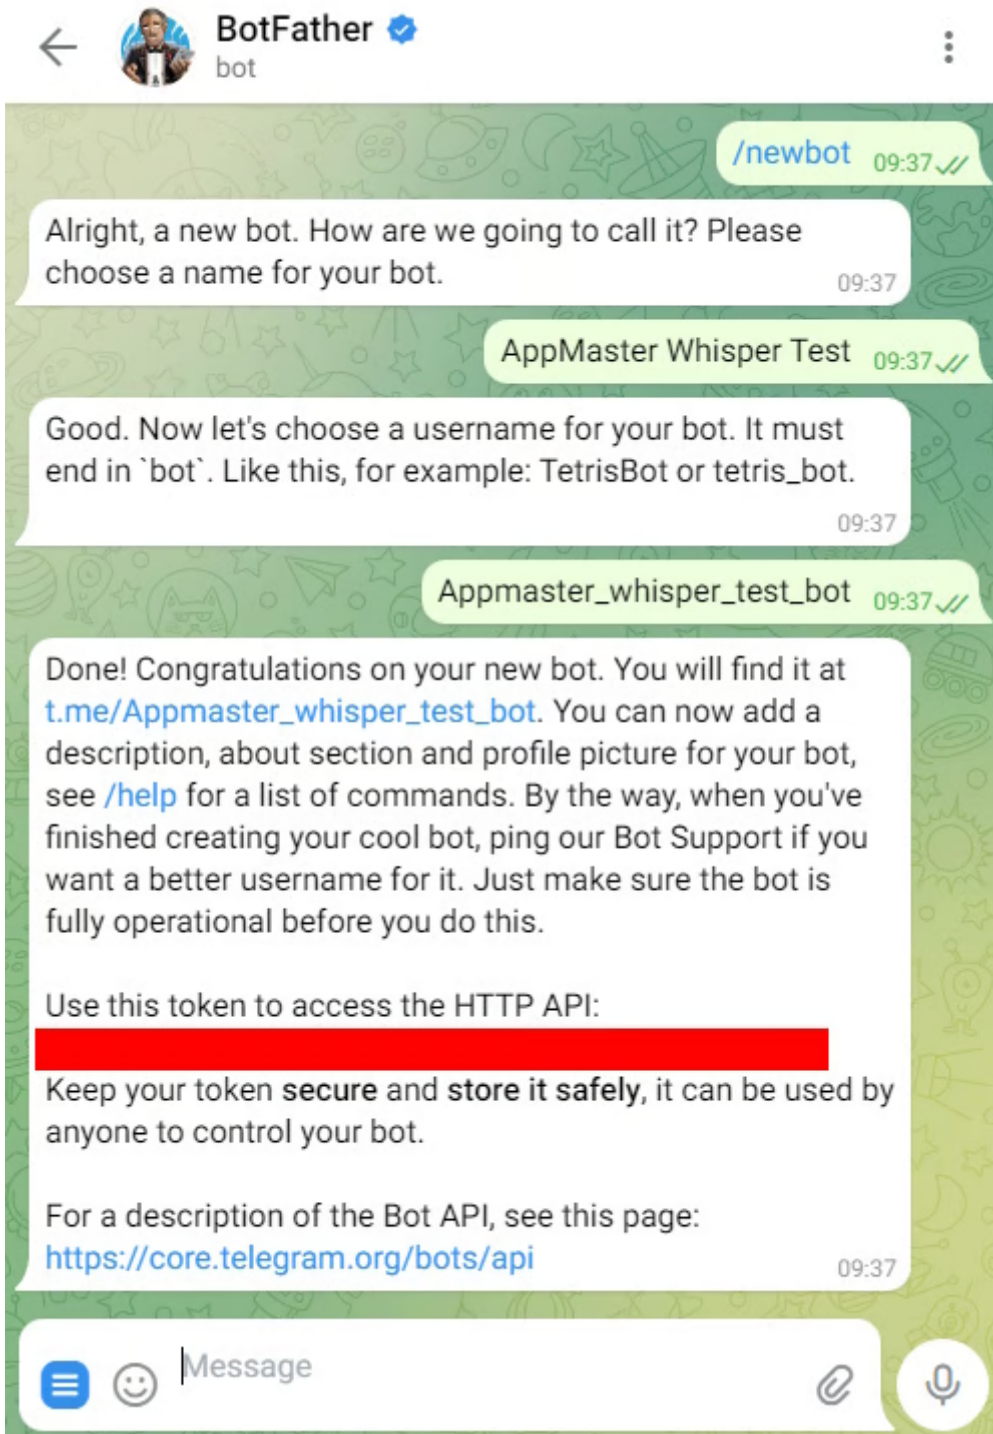 BotFather
bot
/newbot 09:37
Alright, a new bot. How are we going to call it? Please
choose a name for your bot.
09:37
AppMaster Whisper Test 09:37
Good. Now let's choose a username for your bot. It must
end in `bot`. Like this, for example: TetrisBot or tetris_bot.
09:37
Appmaster_whisper_test_bot 09:37
Done! Congratulations on your new bot. You will find it at
t.me/Appmaster_whisper_test_bot. You can now add a
description, about section and profile picture for your bot,
see /help for a list of commands. By the way, when you've
finished creating your cool bot, ping our Bot Support if you
want a better username for it. Just make sure the bot is
fully operational before you do this.
Use this token to access the HTTP API:
Keep your token secure and store it safely, it can be used by
anyone to control your bot.
For a description of the Bot API, see this page:
https://core.telegram.org/bots/api
09:37
Message